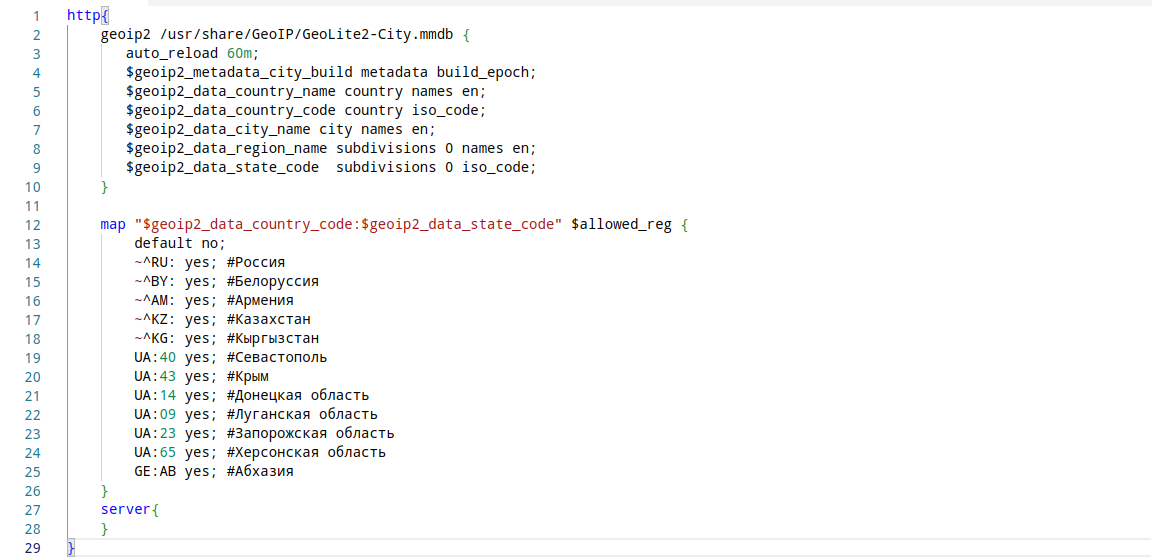 1 http{
2 geoip2 /usr/share/GeoIP/GeoLite2-City.mmdb {
3 auto_reload 60m;
4 $geoip2_metadata_city_build metadata build_epoch;
5 $geoip2_data_country_name country names en;
6 $geoip2_data_country_code country iso_code;
7 $geoip2_data_city_name city names en;
8 $geoip2_data_region_name subdivisions 0 names en;
9 $geoip2_data_state_code  subdivisions 0 iso_code;
10 }
11
12 map "$geoip2_data_country_code:$geoip2_data_state_code" $allowed_reg {
13 default no;
14 ~^RU: yes; #Россия
15 ~^BY: yes; #Белоруссия
16 ~^AM: yes; #Армения
17 ~^KZ: yes; #Казахстан
18 ~^KG: yes; #Кыргызстан
19 UA:40 yes; #Севастополь
20 UA:43 yes; #Крым
21 UA:14 yes; #Донецкая область
22 UA:09 yes; #Луганская область
23 UA:23 yes; #Запорожская область
24 UA:65 yes; #Херсонская область
25 GE:AB yes; #Абхазия
26 }
27 server{
28 }
29 }